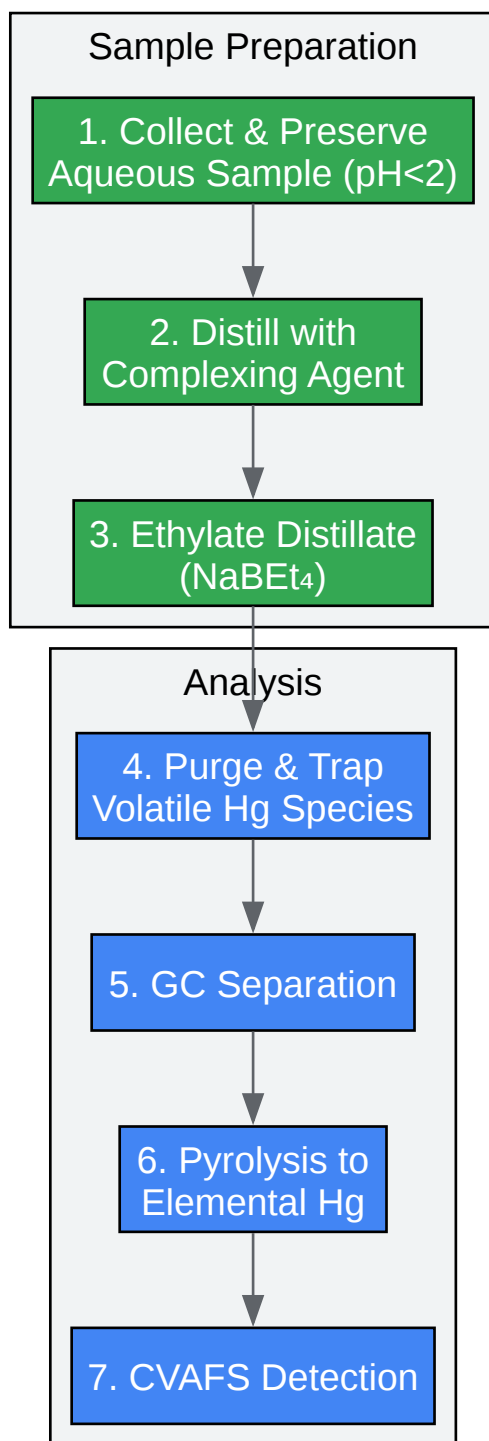 Sample Preparation
1. Collect & Preserve
Aqueous Sample (pH<2)
2. Distill with
Complexing Agent
3. Ethylate Distillate
(NaBEt₄)
Analysis
4. Purge & Trap
Volatile Hg Species
5. GC Separation
6. Pyrolysis to
Elemental Hg
7. CVAFS Detection